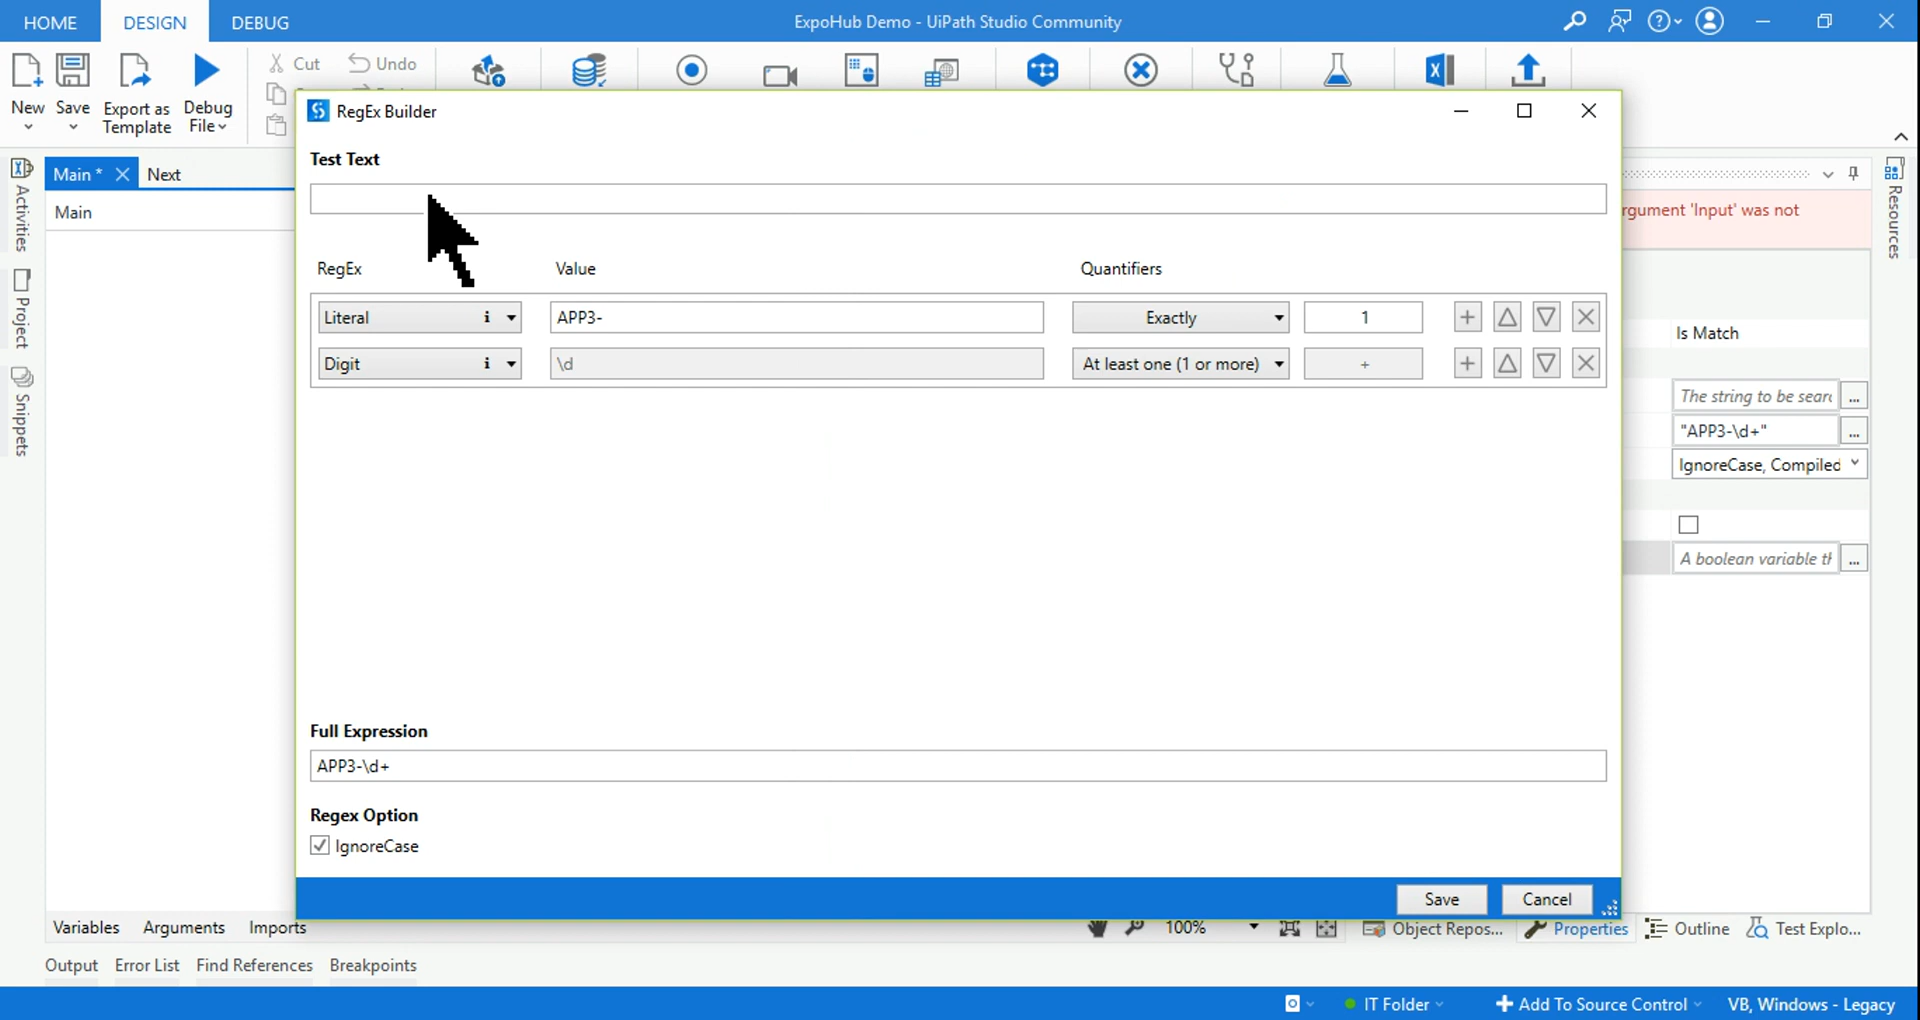 HOME DESIGN DEBUG ExpoHub Demo - UiPath Studio Community
Cut Undo
New Save Export as Template Debug File
RegEx Builder
Test Text
Main * Next
Main
rgument 'Input' was not
Activities
Project
Snippets
Resources
RegEx Value Quantifiers
Literal i APP3- Exactly 1
Digit i \d At least one (1 or more) +
Is Match
The string to be searc ...
"APP3-\d+" ...
IgnoreCase, Compiled
A boolean variable th ...
Full Expression
APP3-\d+
Regex Option
IgnoreCase
Save Cancel
Variables Arguments Imports 100% Object Repos... Properties Outline Test Explo...
Output Error List Find References Breakpoints
IT Folder Add To Source Control VB, Windows - Legacy